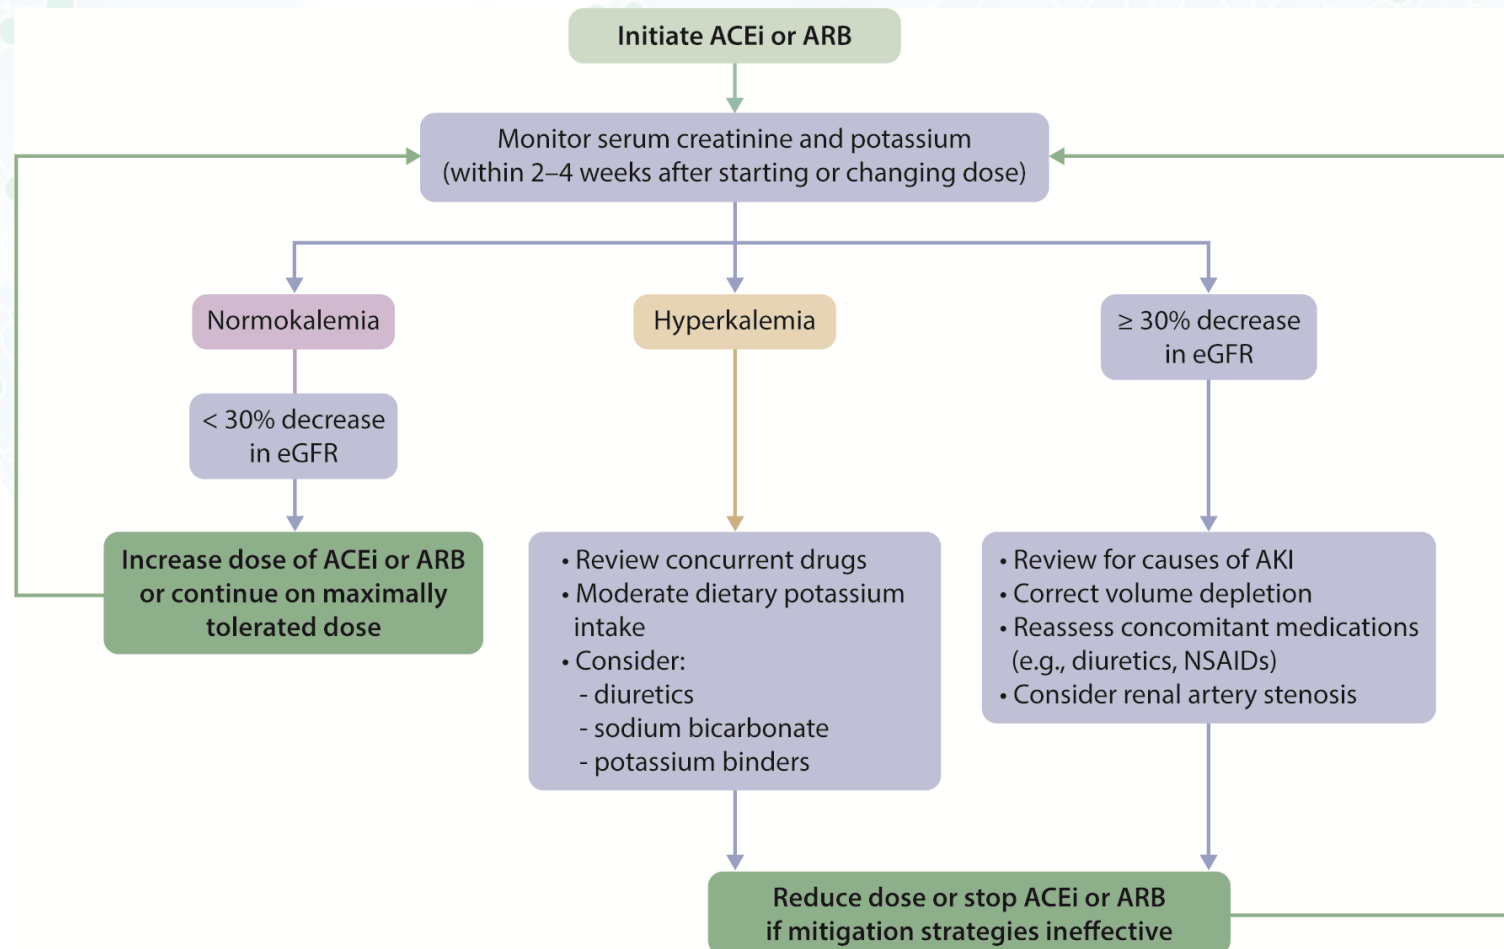 Initiate ACEi or ARB
Monitor serum creatinine and potassium
(within 2–4 weeks after starting or changing dose)
Normokalemia
< 30% decrease
in eGFR
Increase dose of ACEi or ARB
or continue on maximally
tolerated dose
Hyperkalemia
• Review concurrent drugs
• Moderate dietary potassium
intake
• Consider:
- diuretics
- sodium bicarbonate
- potassium binders
≥ 30% decrease
in eGFR
• Review for causes of AKI
• Correct volume depletion
• Reassess concomitant medications
(e.g., diuretics, NSAIDs)
• Consider renal artery stenosis
Reduce dose or stop ACEi or ARB
if mitigation strategies ineffective